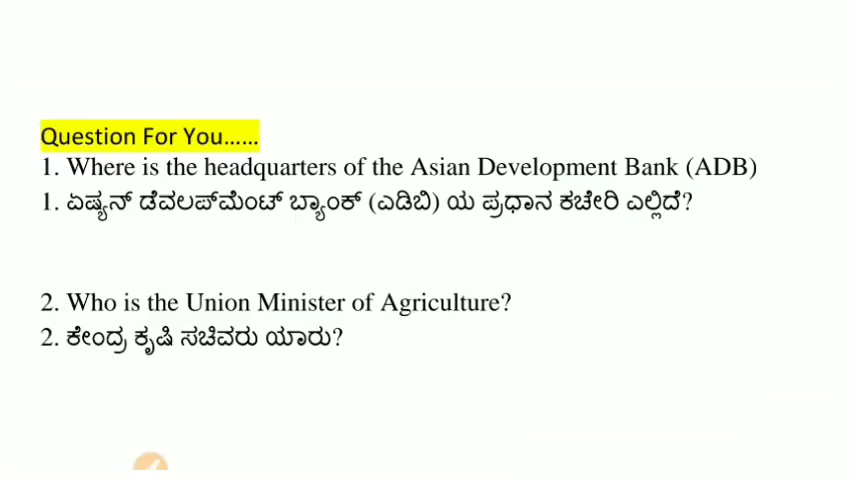 Question For You......
1. Where is the headquarters of the Asian Development Bank (ADB)
1. ಏಷ್ಯನ್ ಡೆವಲಪ್‌ಮೆಂಟ್ ಬ್ಯಾಂಕ್ (ಎಡಿಬಿ) ಯ ಪ್ರಧಾನ ಕಚೇರಿ ಎಲ್ಲಿದೆ?
2. Who is the Union Minister of Agriculture?
2. ಕೇಂದ್ರ ಕೃಷಿ ಸಚಿವರು ಯಾರು?